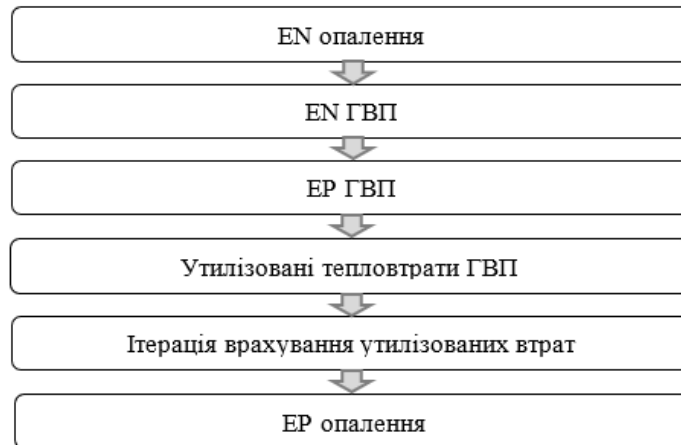 EN опалення
EN ГВП
EP ГВП
Утилізовані тепловтрати ГВП
Ітерація врахування утилізованих втрат
EP опалення